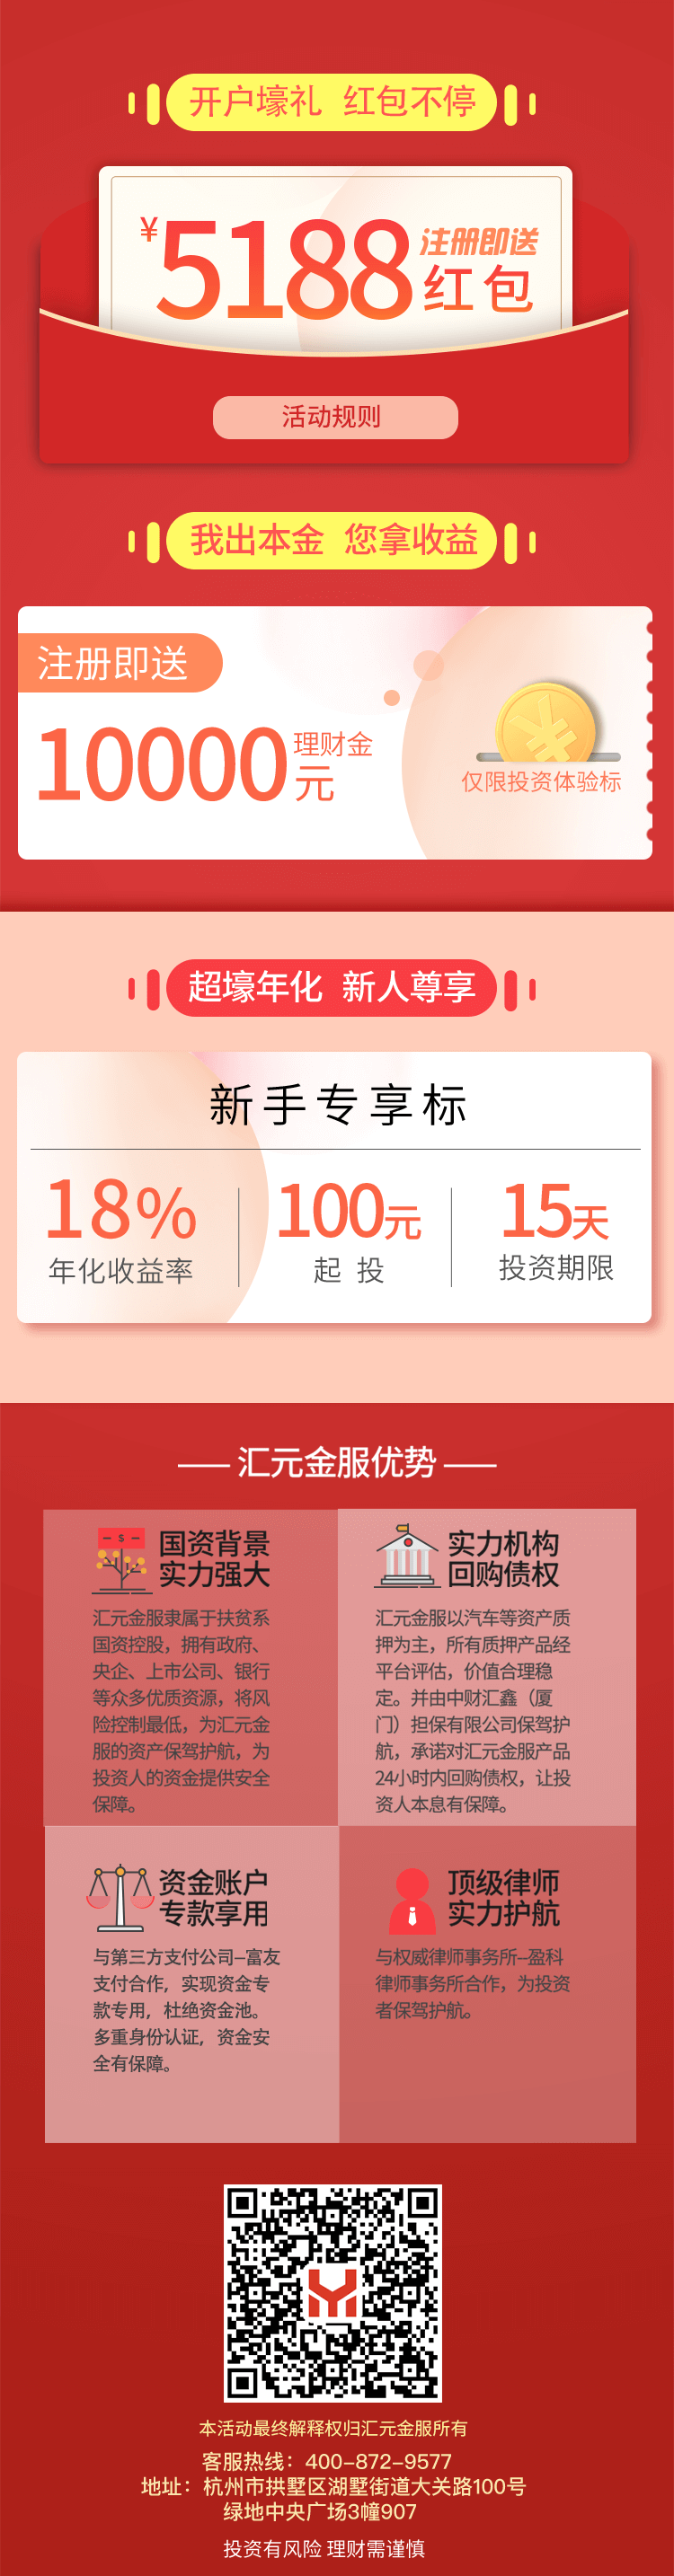 开户壕礼 红包不停
¥5188 注册即送
红包
活动规则
我出本金 您拿收益
注册即送
10000 理财金
元
仅限投资体验标
超壕年化 新人尊享
新手专享标
18% 100元 15天
年化收益率 起 投 投资期限
汇元金服优势
国资背景
实力强大
汇元金服隶属于扶贫系
国资控股，拥有政府、
央企、上市公司、银行
等众多优质资源，将风
险控制最低，为汇元金
服的资产保驾护航，为
投资人的资金提供安全
保障。
实力机构
回购债权
汇元金服以汽车等资产质
押为主，所有质押产品经
平台评估，价值合理稳
定。并由中财汇鑫（厦
门）担保有限公司保驾护
航，承诺对汇元金服产品
24小时内回购债权，让投
资人本息有保障。
资金账户
专款享用
与第三方支付公司–富友
支付合作，实现资金专
款专用，杜绝资金池。
多重身份认证，资金安
全有保障。
顶级律师
实力护航
与权威律师事务所--盈科
律师事务所合作，为投资
者保驾护航。
本活动最终解释权归汇元金服所有
客服热线：400-872-9577
地址：杭州市拱墅区湖墅街道大关路100号
绿地中央广场3幢907
投资有风险 理财需谨慎